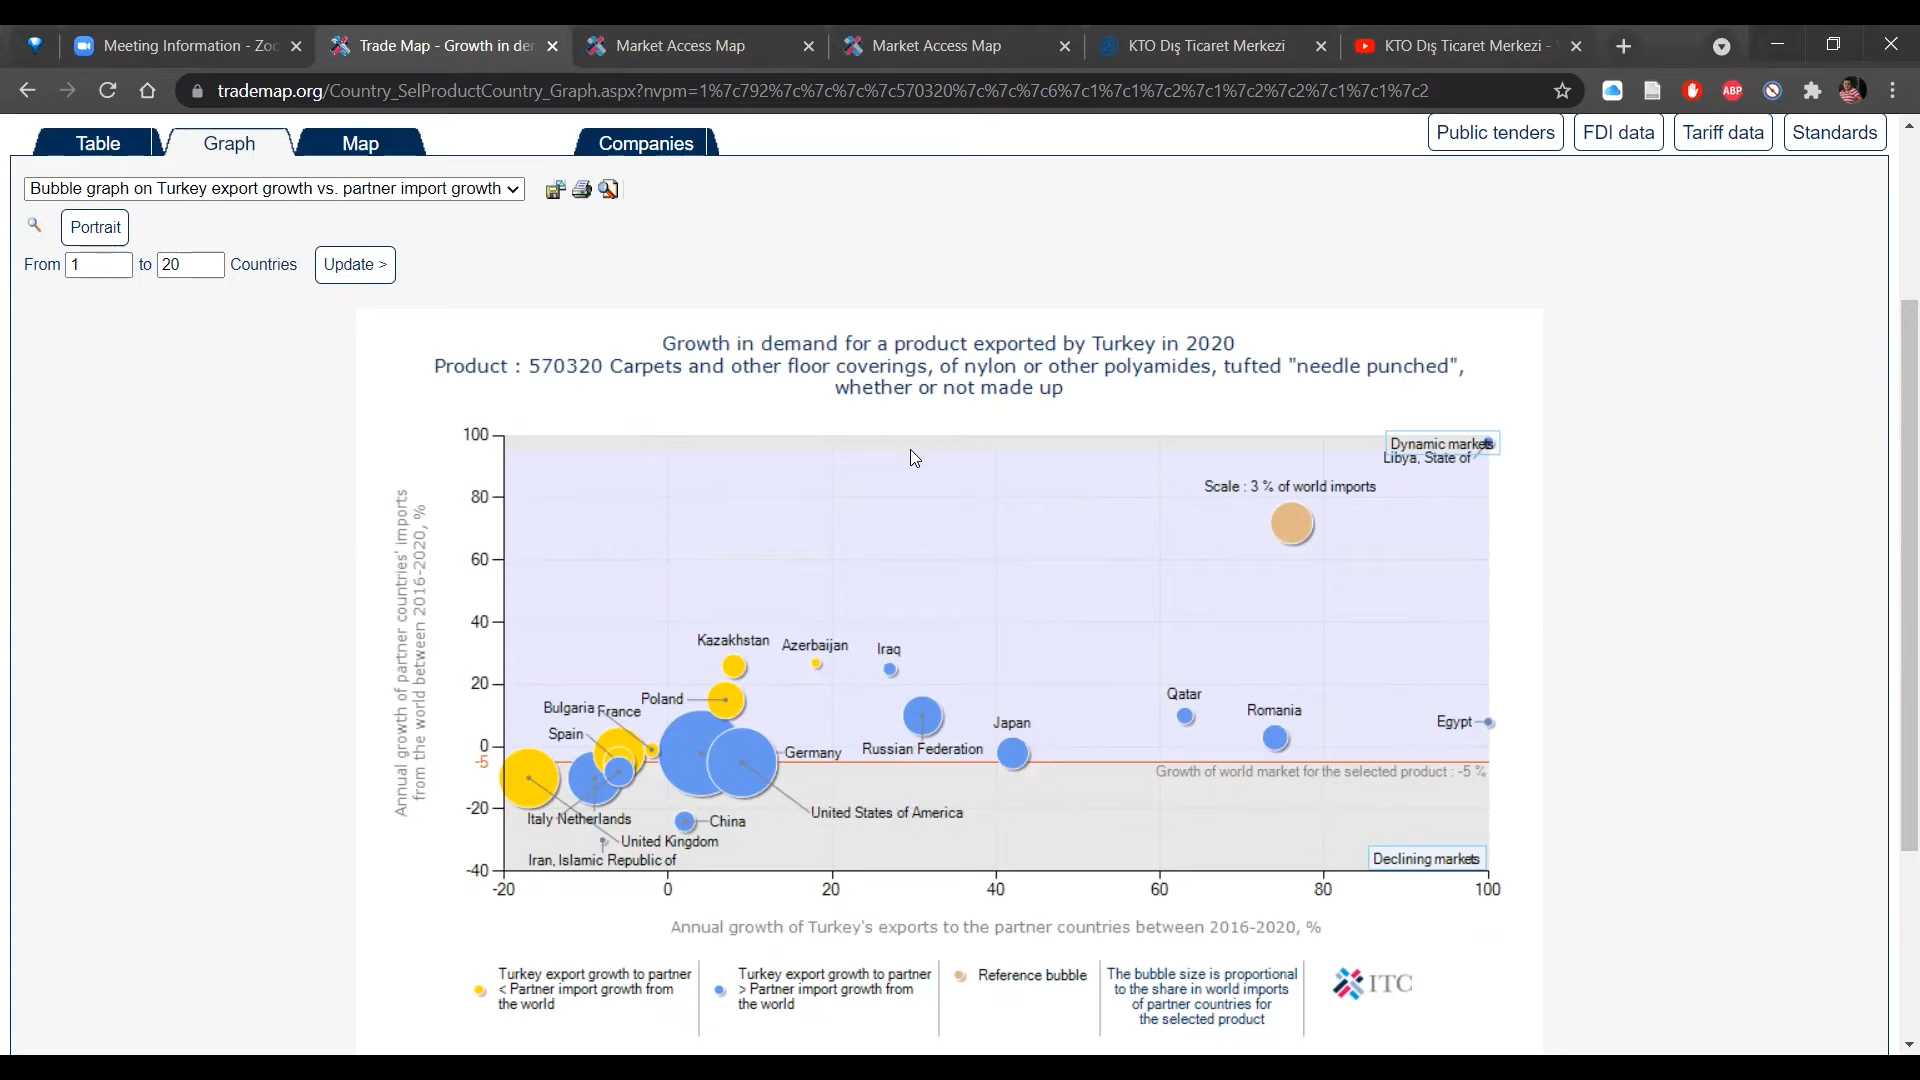 Meeting Information - Zoo
Trade Map - Growth in de
Market Access Map
Market Access Map
KTO Dış Ticaret Merkezi
KTO Dış Ticaret Merkezi -
trademap.org/Country_SelProductCountry_Graph.aspx?nvpm=1%7c792%7c%7c%7c%7c570320%7c%7c%7c6%7c1%7c1%7c2%7c1%7c2%7c2%7c1%7c1%7c2
ABP
Table
Graph
Map
Companies
Public tenders
FDI data
Tariff data
Standards
Bubble graph on Turkey export growth vs. partner import growth
Portrait
From 1 to 20 Countries
Update >
Growth in demand for a product exported by Turkey in 2020
Product : 570320 Carpets and other floor coverings, of nylon or other polyamides, tufted "needle punched",
whether or not made up
Annual growth of partner countries' imports
from the world between 2016-2020, %
100
80
60
40
20
0
-5
-20
-40
Dynamic markets
Libya, State of
Scale : 3 % of world imports
Kazakhstan
Azerbaijan
Iraq
Poland
Bulgaria
France
Spain
Qatar
Romania
Japan
Egypt
Germany
Russian Federation
Growth of world market for the selected product : -5 %
Italy
Netherlands
China
United States of America
United Kingdom
Iran, Islamic Republic of
Declining markets
-20
0
20
40
60
80
100
Annual growth of Turkey's exports to the partner countries between 2016-2020, %
Turkey export growth to partner
< Partner import growth from
the world
Turkey export growth to partner
> Partner import growth from
the world
Reference bubble
The bubble size is proportional
to the share in world imports
of partner countries for
the selected product
ITC